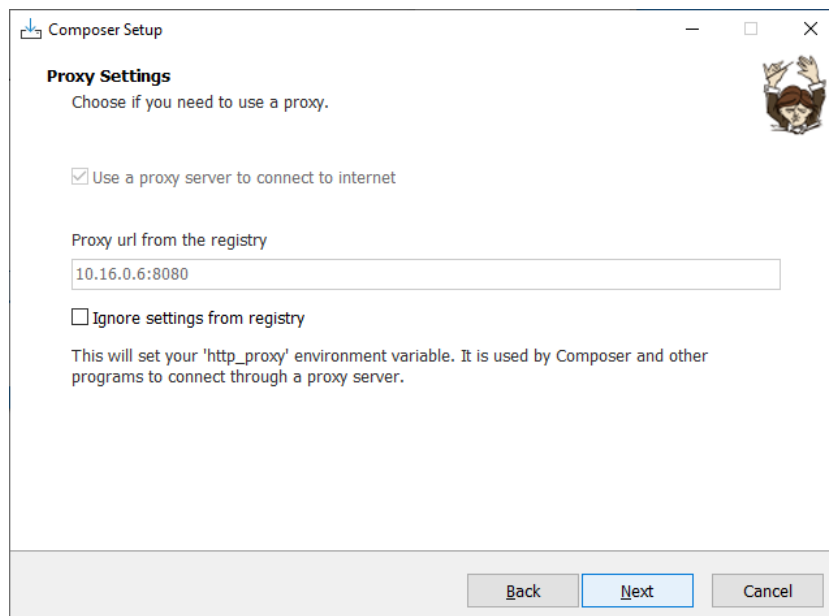 Composer Setup
Proxy Settings
Choose if you need to use a proxy.
Use a proxy server to connect to internet
Proxy url from the registry
10.16.0.6:8080
Ignore settings from registry
This will set your 'http_proxy' environment variable. It is used by Composer and other
programs to connect through a proxy server.
Back
Next
Cancel